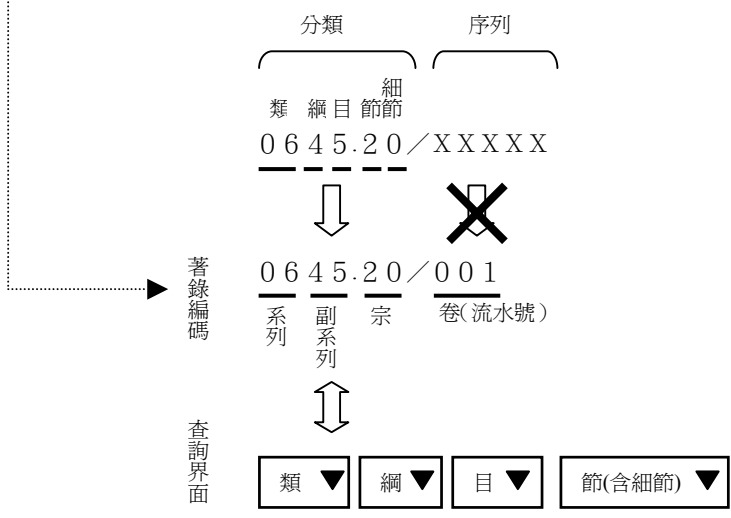 分類 序列
細
類 綱目 節節
0645.20/XXXXX
著錄編碼
0645.20/001
系列 副系列 宗 卷(流水號)
查詢界面
類 ▼ 綱 ▼ 目 ▼ 節(含細節) ▼